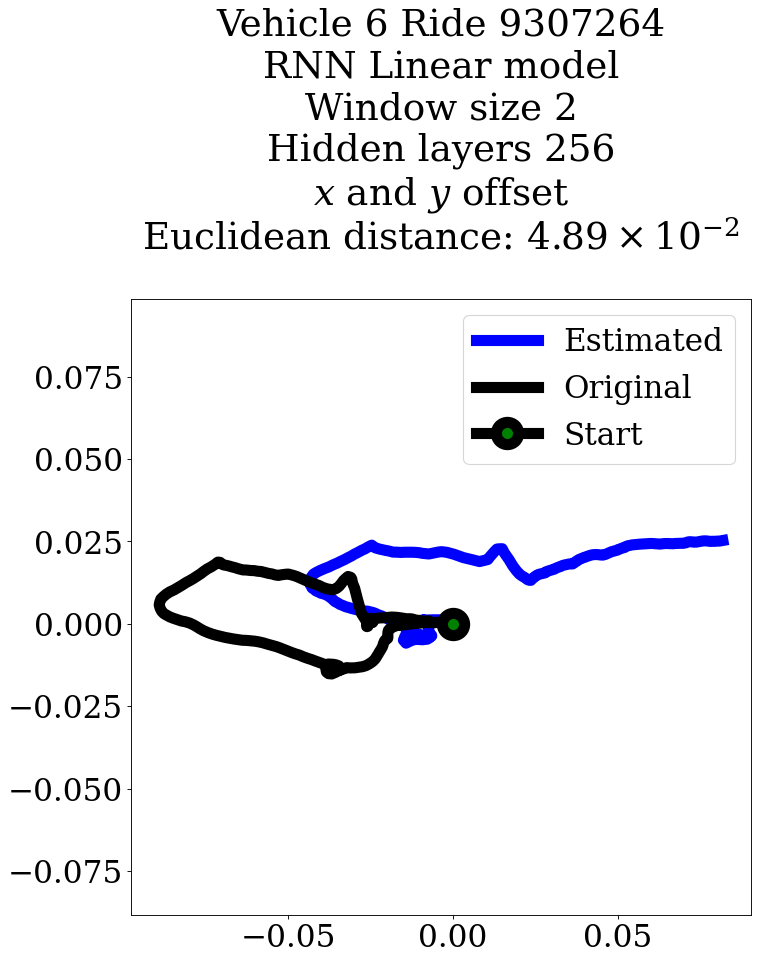 Vehicle 6 Ride 9307264
RNN Linear model
Window size 2
Hidden layers 256
x and y offset
Euclidean distance: 4.89 × 10⁻²
Estimated
Original
Start
0.075
0.050
0.025
0.000
−0.025
−0.050
−0.075
−0.05 0.00 0.05